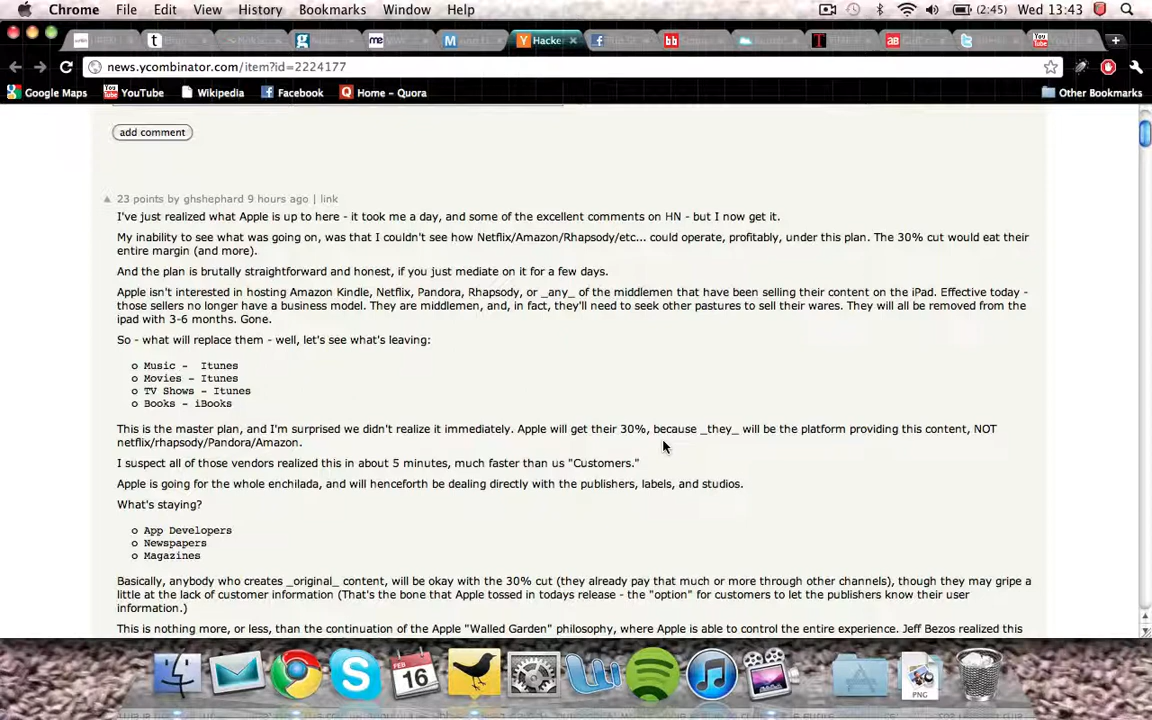 Chrome File Edit View History Bookmarks Window Help (2:45) Wed 13:43
t g me M Y Hacke f bb T AB You Tube
news.ycombinator.com/item?id=2224177
Google Maps YouTube Wikipedia Facebook Home - Quora Other Bookmarks
add comment
23 points by ghshephard 9 hours ago | link
I've just realized what Apple is up to here - it took me a day, and some of the excellent comments on HN - but I now get it.
My inability to see what was going on, was that I couldn't see how Netflix/Amazon/Rhapsody/etc... could operate, profitably, under this plan. The 30% cut would eat their
entire margin (and more).
And the plan is brutally straightforward and honest, if you just mediate on it for a few days.
Apple isn't interested in hosting Amazon Kindle, Netflix, Pandora, Rhapsody, or _any_ of the middlemen that have been selling their content on the iPad. Effective today -
those sellers no longer have a business model. They are middlemen, and, in fact, they'll need to seek other pastures to sell their wares. They will all be removed from the
ipad with 3-6 months. Gone.
So - what will replace them - well, let's see what's leaving:
o Music - Itunes
o Movies - Itunes
o TV Shows - Itunes
o Books - iBooks
This is the master plan, and I'm surprised we didn't realize it immediately. Apple will get their 30%, because _they_ will be the platform providing this content, NOT
netflix/rhapsody/Pandora/Amazon.
I suspect all of those vendors realized this in about 5 minutes, much faster than us "Customers."
Apple is going for the whole enchilada, and will henceforth be dealing directly with the publishers, labels, and studios.
What's staying?
o App Developers
o Newspapers
o Magazines
Basically, anybody who creates _original_ content, will be okay with the 30% cut (they already pay that much or more through other channels), though they may gripe a
little at the lack of customer information (That's the bone that Apple tossed in todays release - the "option" for customers to let the publishers know their user
information.)
This is nothing more, or less, than the continuation of the Apple "Walled Garden" philosophy, where Apple is able to control the entire experience. Jeff Bezos realized this
FEB
16
PNG